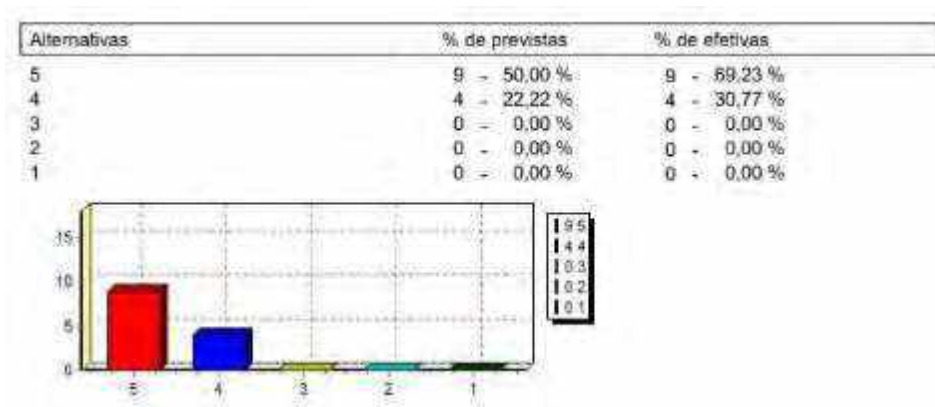 Alternativas % de previstas % de efetivas
5 9 - 50,00 % 9 - 69,23 %
4 4 - 22,22 % 4 - 30,77 %
3 0 - 0,00 % 0 - 0,00 %
2 0 - 0,00 % 0 - 0,00 %
1 0 - 0,00 % 0 - 0,00 %
15
10
5
0
5 4 3 2 1
9 5
4 4
0 3
0 2
0 1